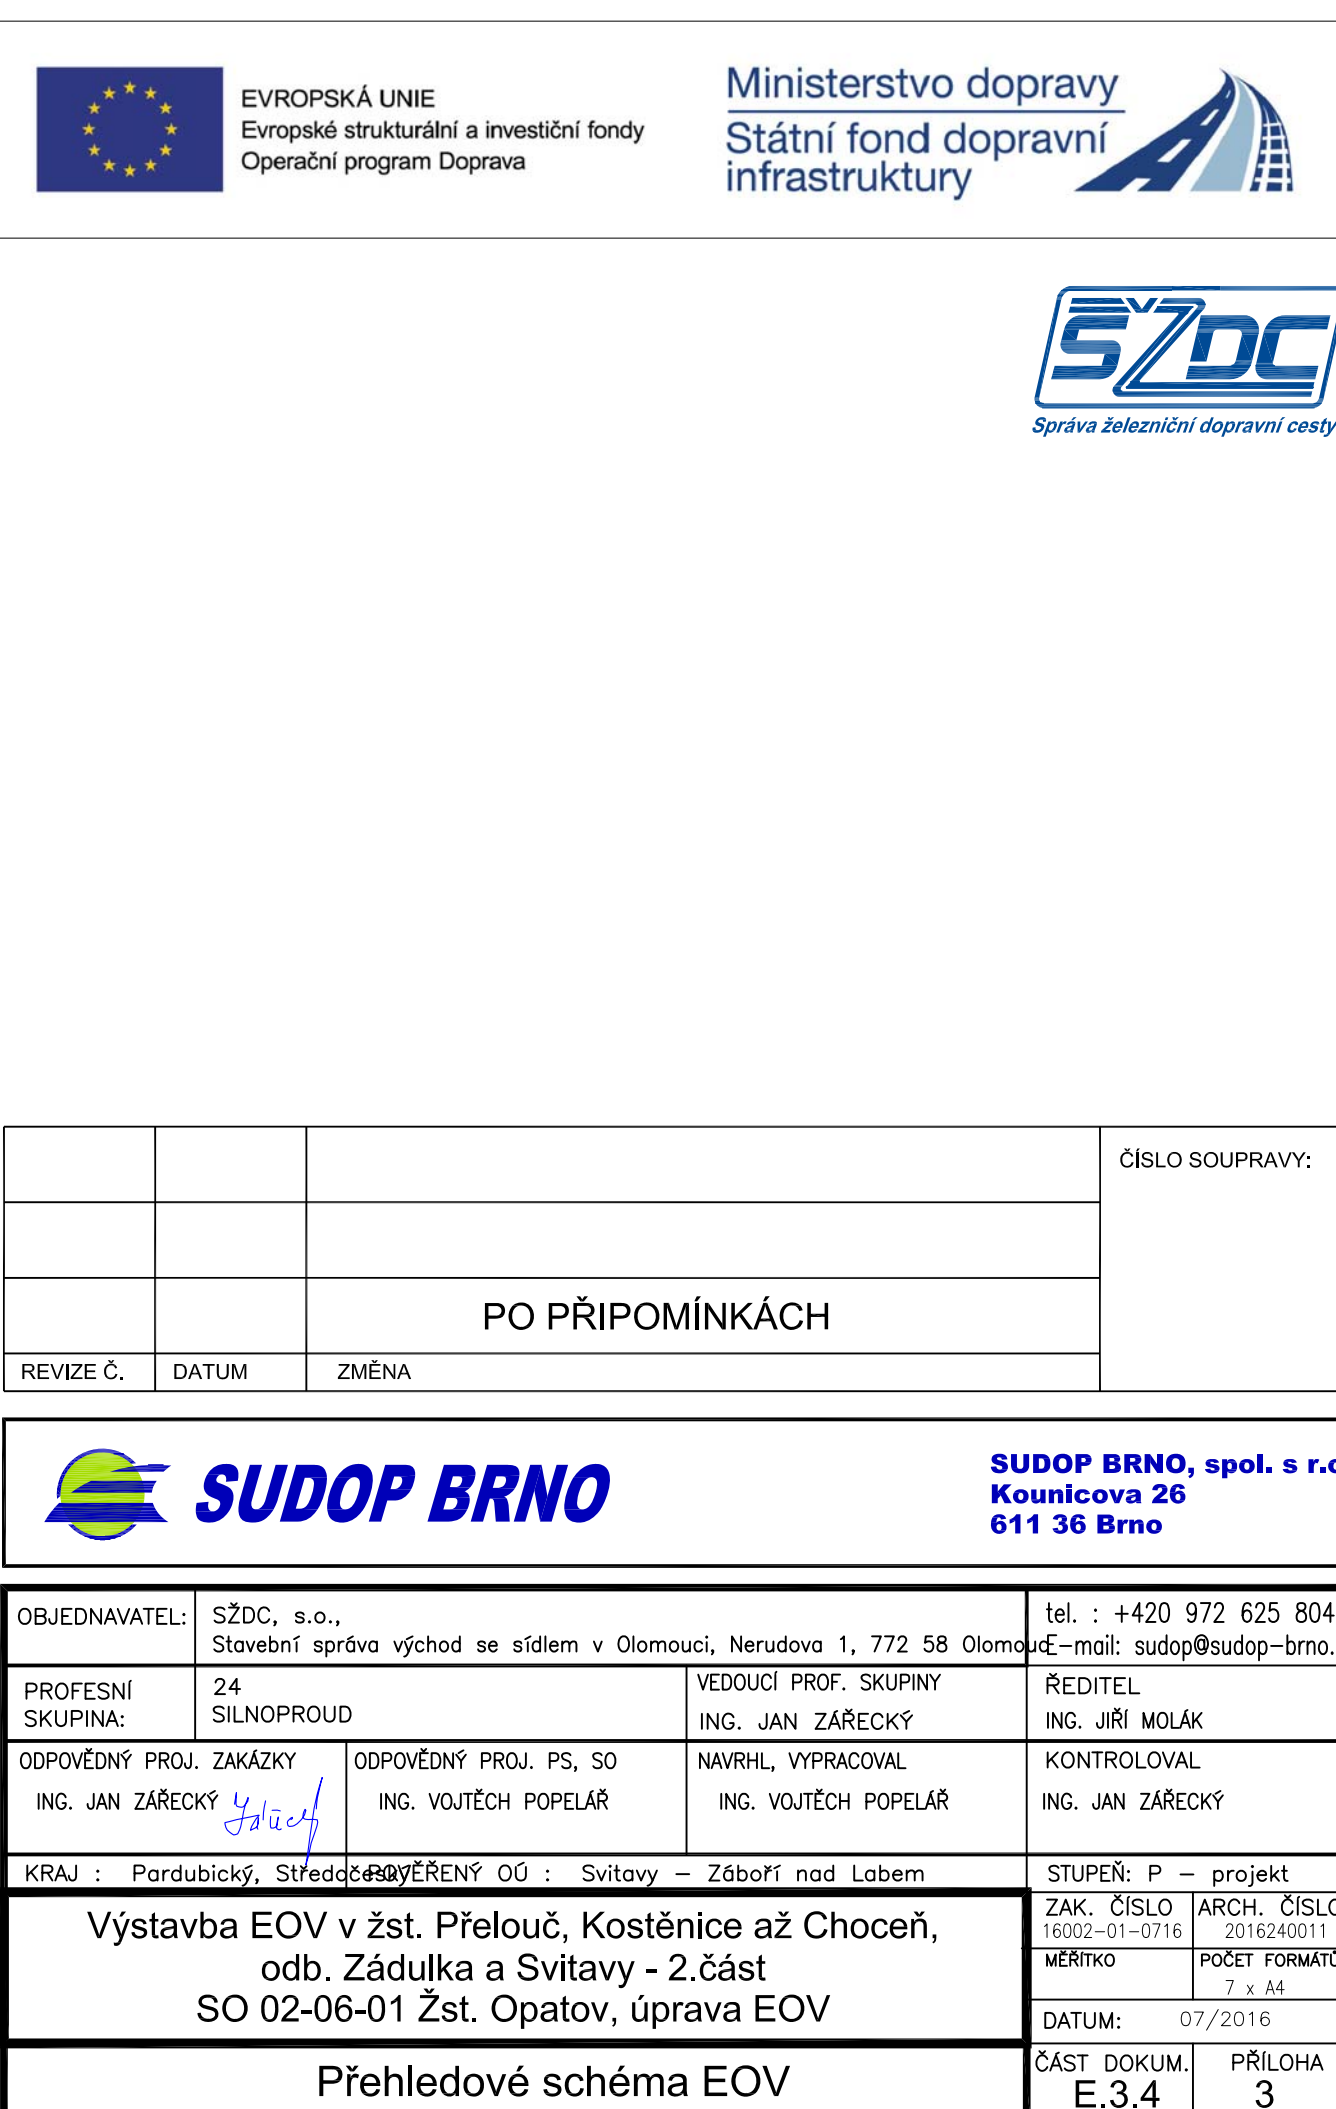 EVROPSKÁ UNIE
Evropské strukturální a investiční fondy
Operační program Doprava
Ministerstvo dopravy
Státní fond dopravní
infrastruktury
SŽDC
Správa železniční dopravní cesty
ČÍSLO SOUPRAVY:
PO PŘIPOMÍNKÁCH
REVIZE Č. DATUM ZMĚNA
SUDOP BRNO
SUDOP BRNO, spol. s r.o
Kounicova 26
611 36 Brno
OBJEDNAVATEL: SŽDC, s.o.,
Stavební správa východ se sídlem v Olomouci, Nerudova 1, 772 58 Olomouc
tel. : +420 972 625 804
E-mail: sudop@sudop-brno.
PROFESNÍ SKUPINA:
24
SILNOPROUD
VEDOUCÍ PROF. SKUPINY
ING. JAN ZÁŘECKÝ
ŘEDITEL
ING. JIŘÍ MOLÁK
ODPOVĚDNÝ PROJ. ZAKÁZKY
ING. JAN ZÁŘECKÝ
ODPOVĚDNÝ PROJ. PS, SO
ING. VOJTĚCH POPELÁŘ
NAVRHL, VYPRACOVAL
ING. VOJTĚCH POPELÁŘ
KONTROLOVAL
ING. JAN ZÁŘECKÝ
KRAJ : Pardubický, Středočeský
POVĚŘENÝ OÚ : Svitavy – Záboří nad Labem
STUPEŇ: P – projekt
Výstavba EOV v žst. Přelouč, Kostěnice až Choceň,
odb. Zádulka a Svitavy - 2.část
SO 02-06-01 Žst. Opatov, úprava EOV
ZAK. ČÍSLO
16002-01-0716
ARCH. ČÍSLO
2016240011
MĚŘÍTKO
POČET FORMÁTŮ
7 x A4
DATUM: 07/2016
Přehledové schéma EOV
ČÁST DOKUM.
E.3.4
PŘÍLOHA
3